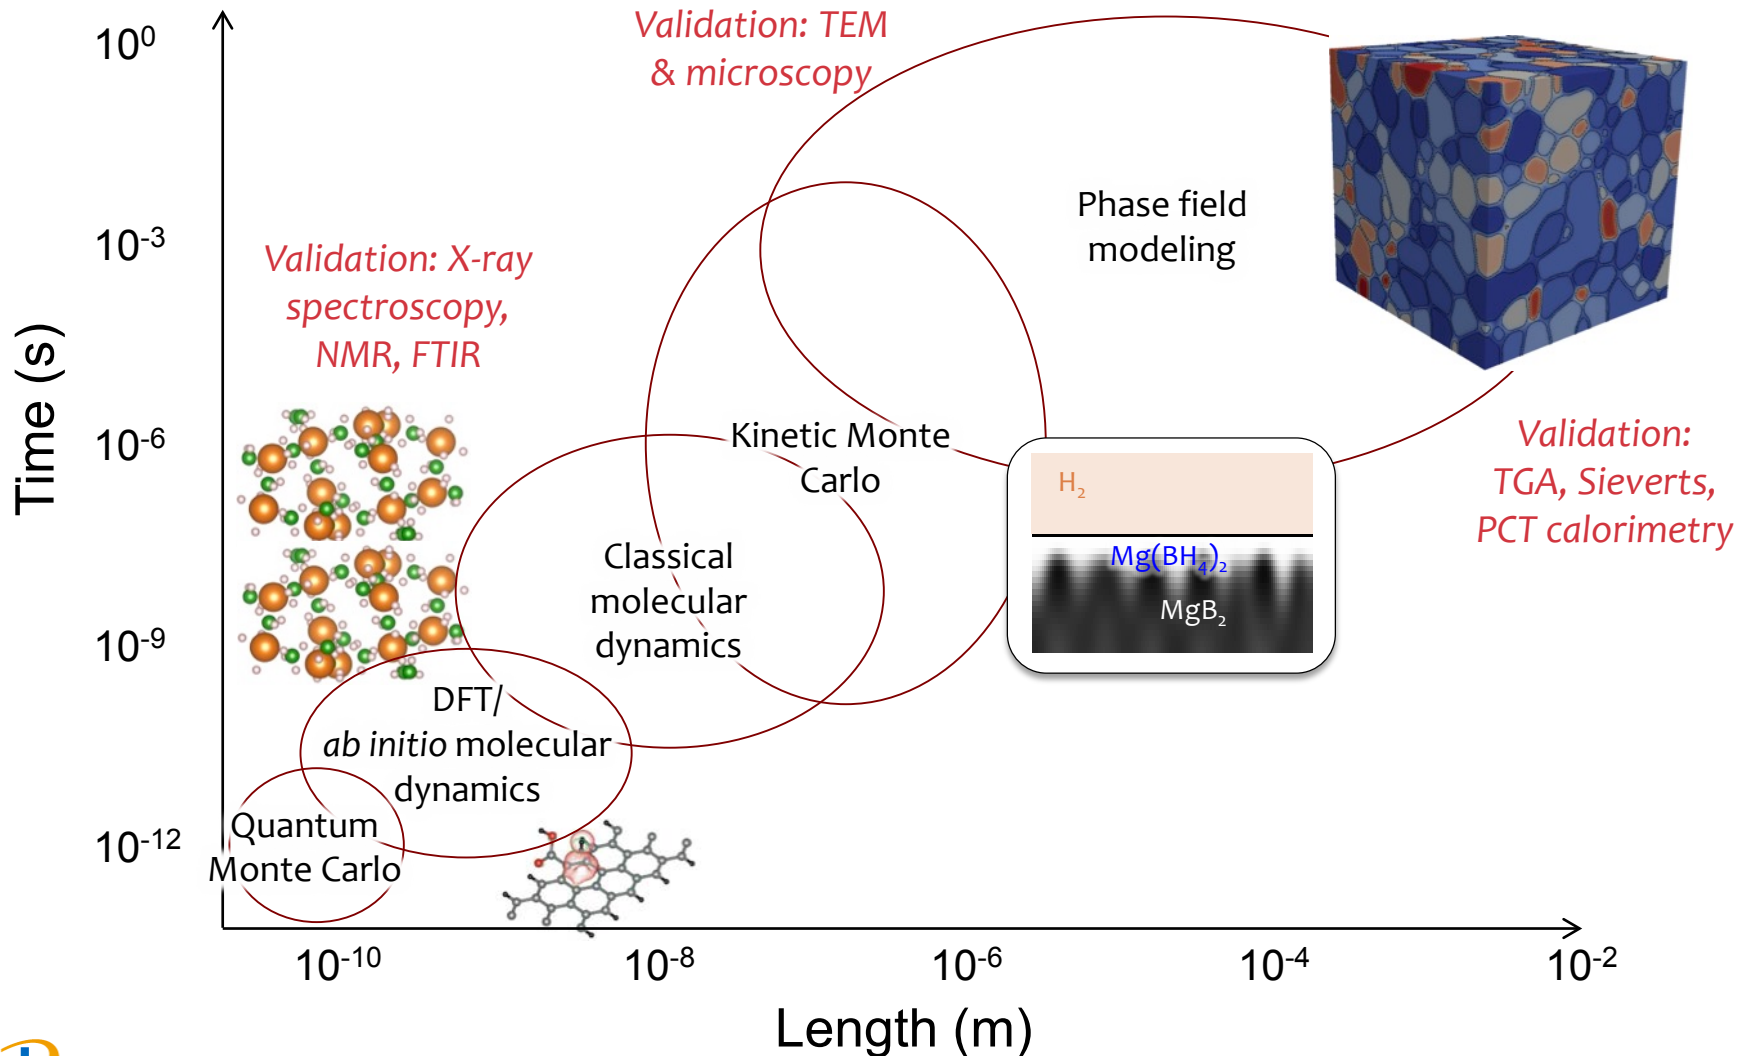 Validation: TEM
& microscopy
10⁰
Phase field
modeling
10⁻³
Validation: X-ray
spectroscopy,
NMR, FTIR
Time (s)
10⁻⁶
Kinetic Monte
Carlo
Validation:
TGA, Sieverts,
PCT calorimetry
H₂
Mg(BH₄)₂
MgB₂
Classical
molecular
dynamics
10⁻⁹
DFT/
ab initio molecular
dynamics
Quantum
Monte Carlo
10⁻¹²
10⁻¹⁰ 10⁻⁸ 10⁻⁶ 10⁻⁴ 10⁻²
Length (m)